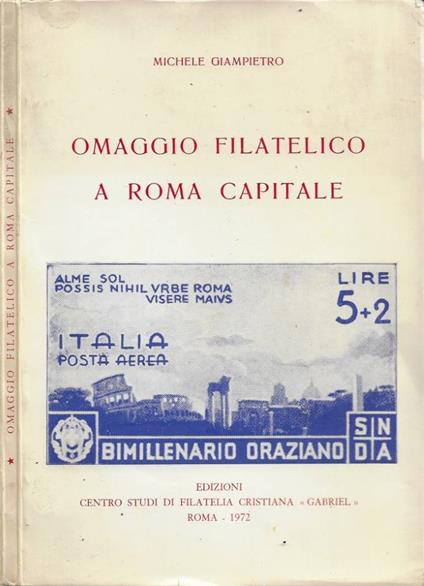 ★ OMAGGIO FILATELICO A ROMA CAPITALE ★
MICHELE GIAMPIETRO
OMAGGIO FILATELICO
A ROMA CAPITALE
ALME SOL
POSSIS NIHIL VRBE ROMA
VISERE MAIVS
LIRE
5+2
ITALIA
POSTA AEREA
BIMILLENARIO ORAZIANO
S N
D A
EDIZIONI
CENTRO STUDI DI FILATELIA CRISTIANA « GABRIEL »
ROMA - 1972